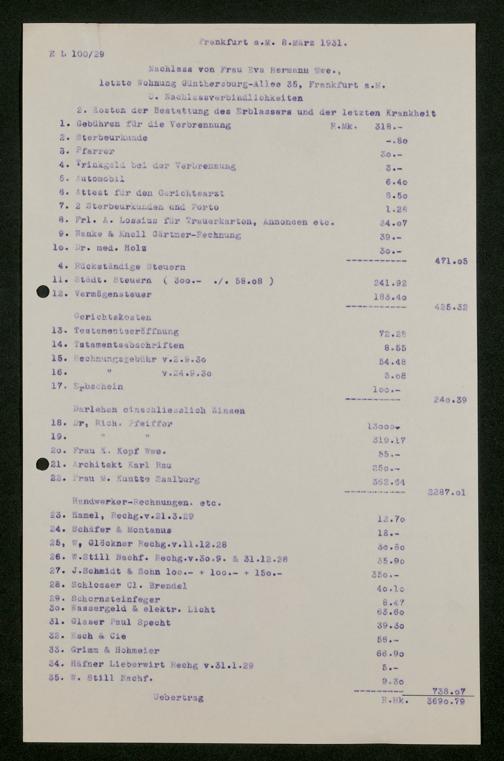 Frankfurt a.M. 8.März 1931.
E L 100/29
Nachlass von Frau Eva Hermann Wwe.,
letzte Wohnung Günthersburg-Allee 35, Frankfurt a.M.
C. Nachlassverbindlichkeiten
2. Kosten der Bestattung des Erblassers und der letzten Krankheit
1. Gebühren für die Verbrennung R.Mk. 318.-
2. Sterbeurkunde -.80
3. Pfarrer 30.-
4. Trinkgeld bei der Verbrennung 3.-
5. Automobil 6.40
6. Attest für den Gerichtsarzt 8.50
7. 2 Sterbeurkunden und Porto 1.28
8. Frl. A. Lossius für Trauerkarten, Annoncen etc. 34.07
9. Hanke & Knoll Gärtner-Rechnung 39.-
10. Dr. med. Holz 30.-
471.05
4. Rückständige Steuern
11. Städt. Steuern ( 300.- ./. 58.08 ) 241.92
12. Vermögensteuer 183.40
425.32
Gerichtskosten
13. Testementseröffnung 72.28
14. Tstamentsabschriften 8.55
15. Rechnungsgebühr v.2.9.30 54.48
16. " v.24.9.30 5.08
17. Erbschein 100.-
240.39
Darlehen einschliesslich Zinsen
18. Dr, Rich. Pfeiffer 13000.
19. " " 319.17
20. Frau K. Kopf Wwe. 55.-
21. Architekt Karl Rau 250.-
22. Frau W. Kuntte Saalburg 362.84
2287.01
Handwerker-Rechnungen. etc.
23. Hamel, Rechg.v.21.3.29 12.70
24. Schäfer & Montanus 18.-
25, W, Glöckner Rechg.v.11.12.28 30.80
26. W.Still Nachf. Rechg.v.30.9. & 31.12.28 35.90
27. J.Schmidt & Sohn 100.- + 100.- + 150.- 350.-
28. Schlosser Cl. Brendel 40.10
29. Schornsteinfeger 8.47
30. Wassergeld & elektr. Licht 63.60
31. Glaser Paul Specht 39.30
32. Esch & Cie 58.-
33. Grimm & Hohmeier 66.90
34. Häfner Lieberwirt Rechg v.31.1.29 5.-
35. W. Still Nachf. 9.30
738.07
Uebertrag R.Mk. 3690.79